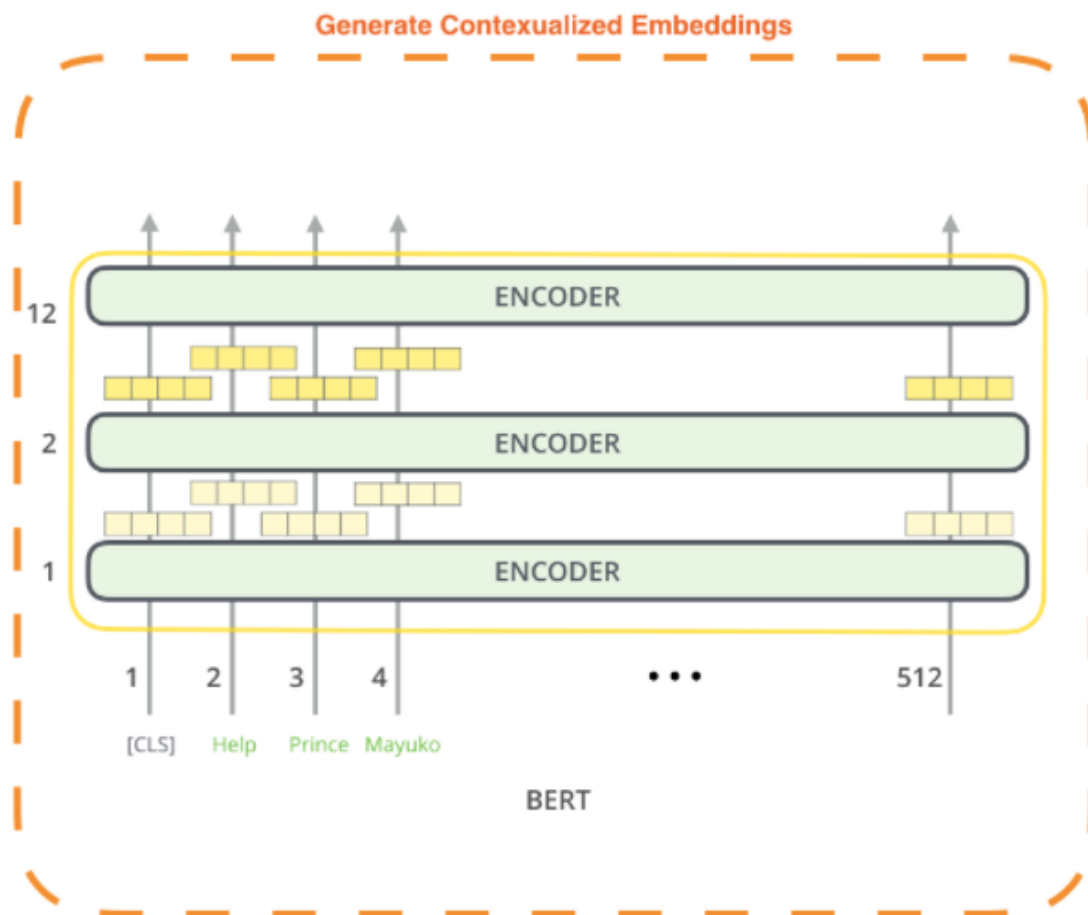 Generate Contexualized Embeddings
12 ENCODER
2 ENCODER
1 ENCODER
1 2 3 4 ••• 512
[CLS] Help Prince Mayuko
BERT